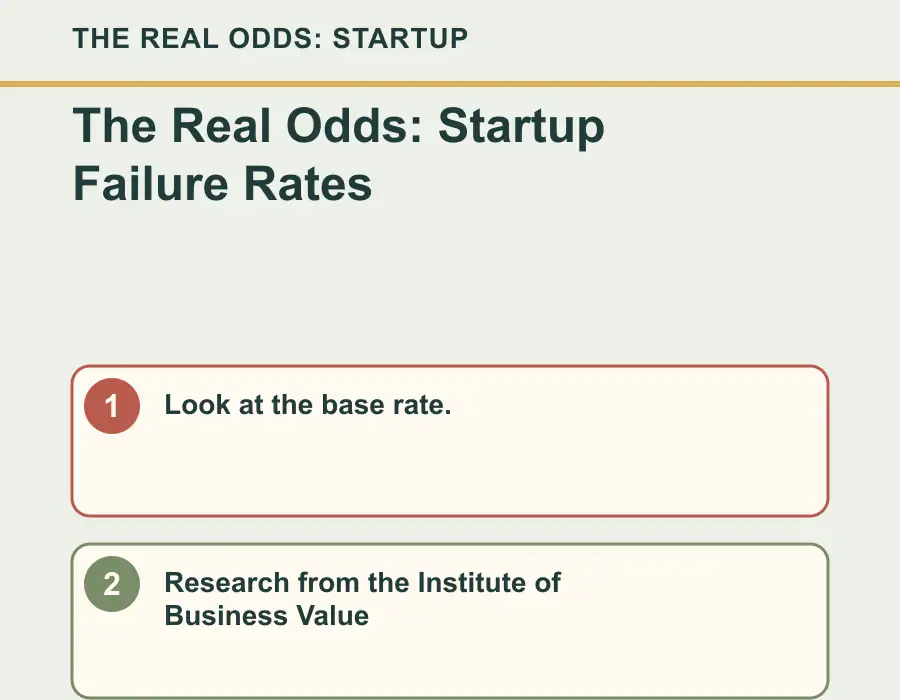 THE REAL ODDS: STARTUP
The Real Odds: Startup
Failure Rates
1
Look at the base rate.
2
Research from the Institute of
Business Value